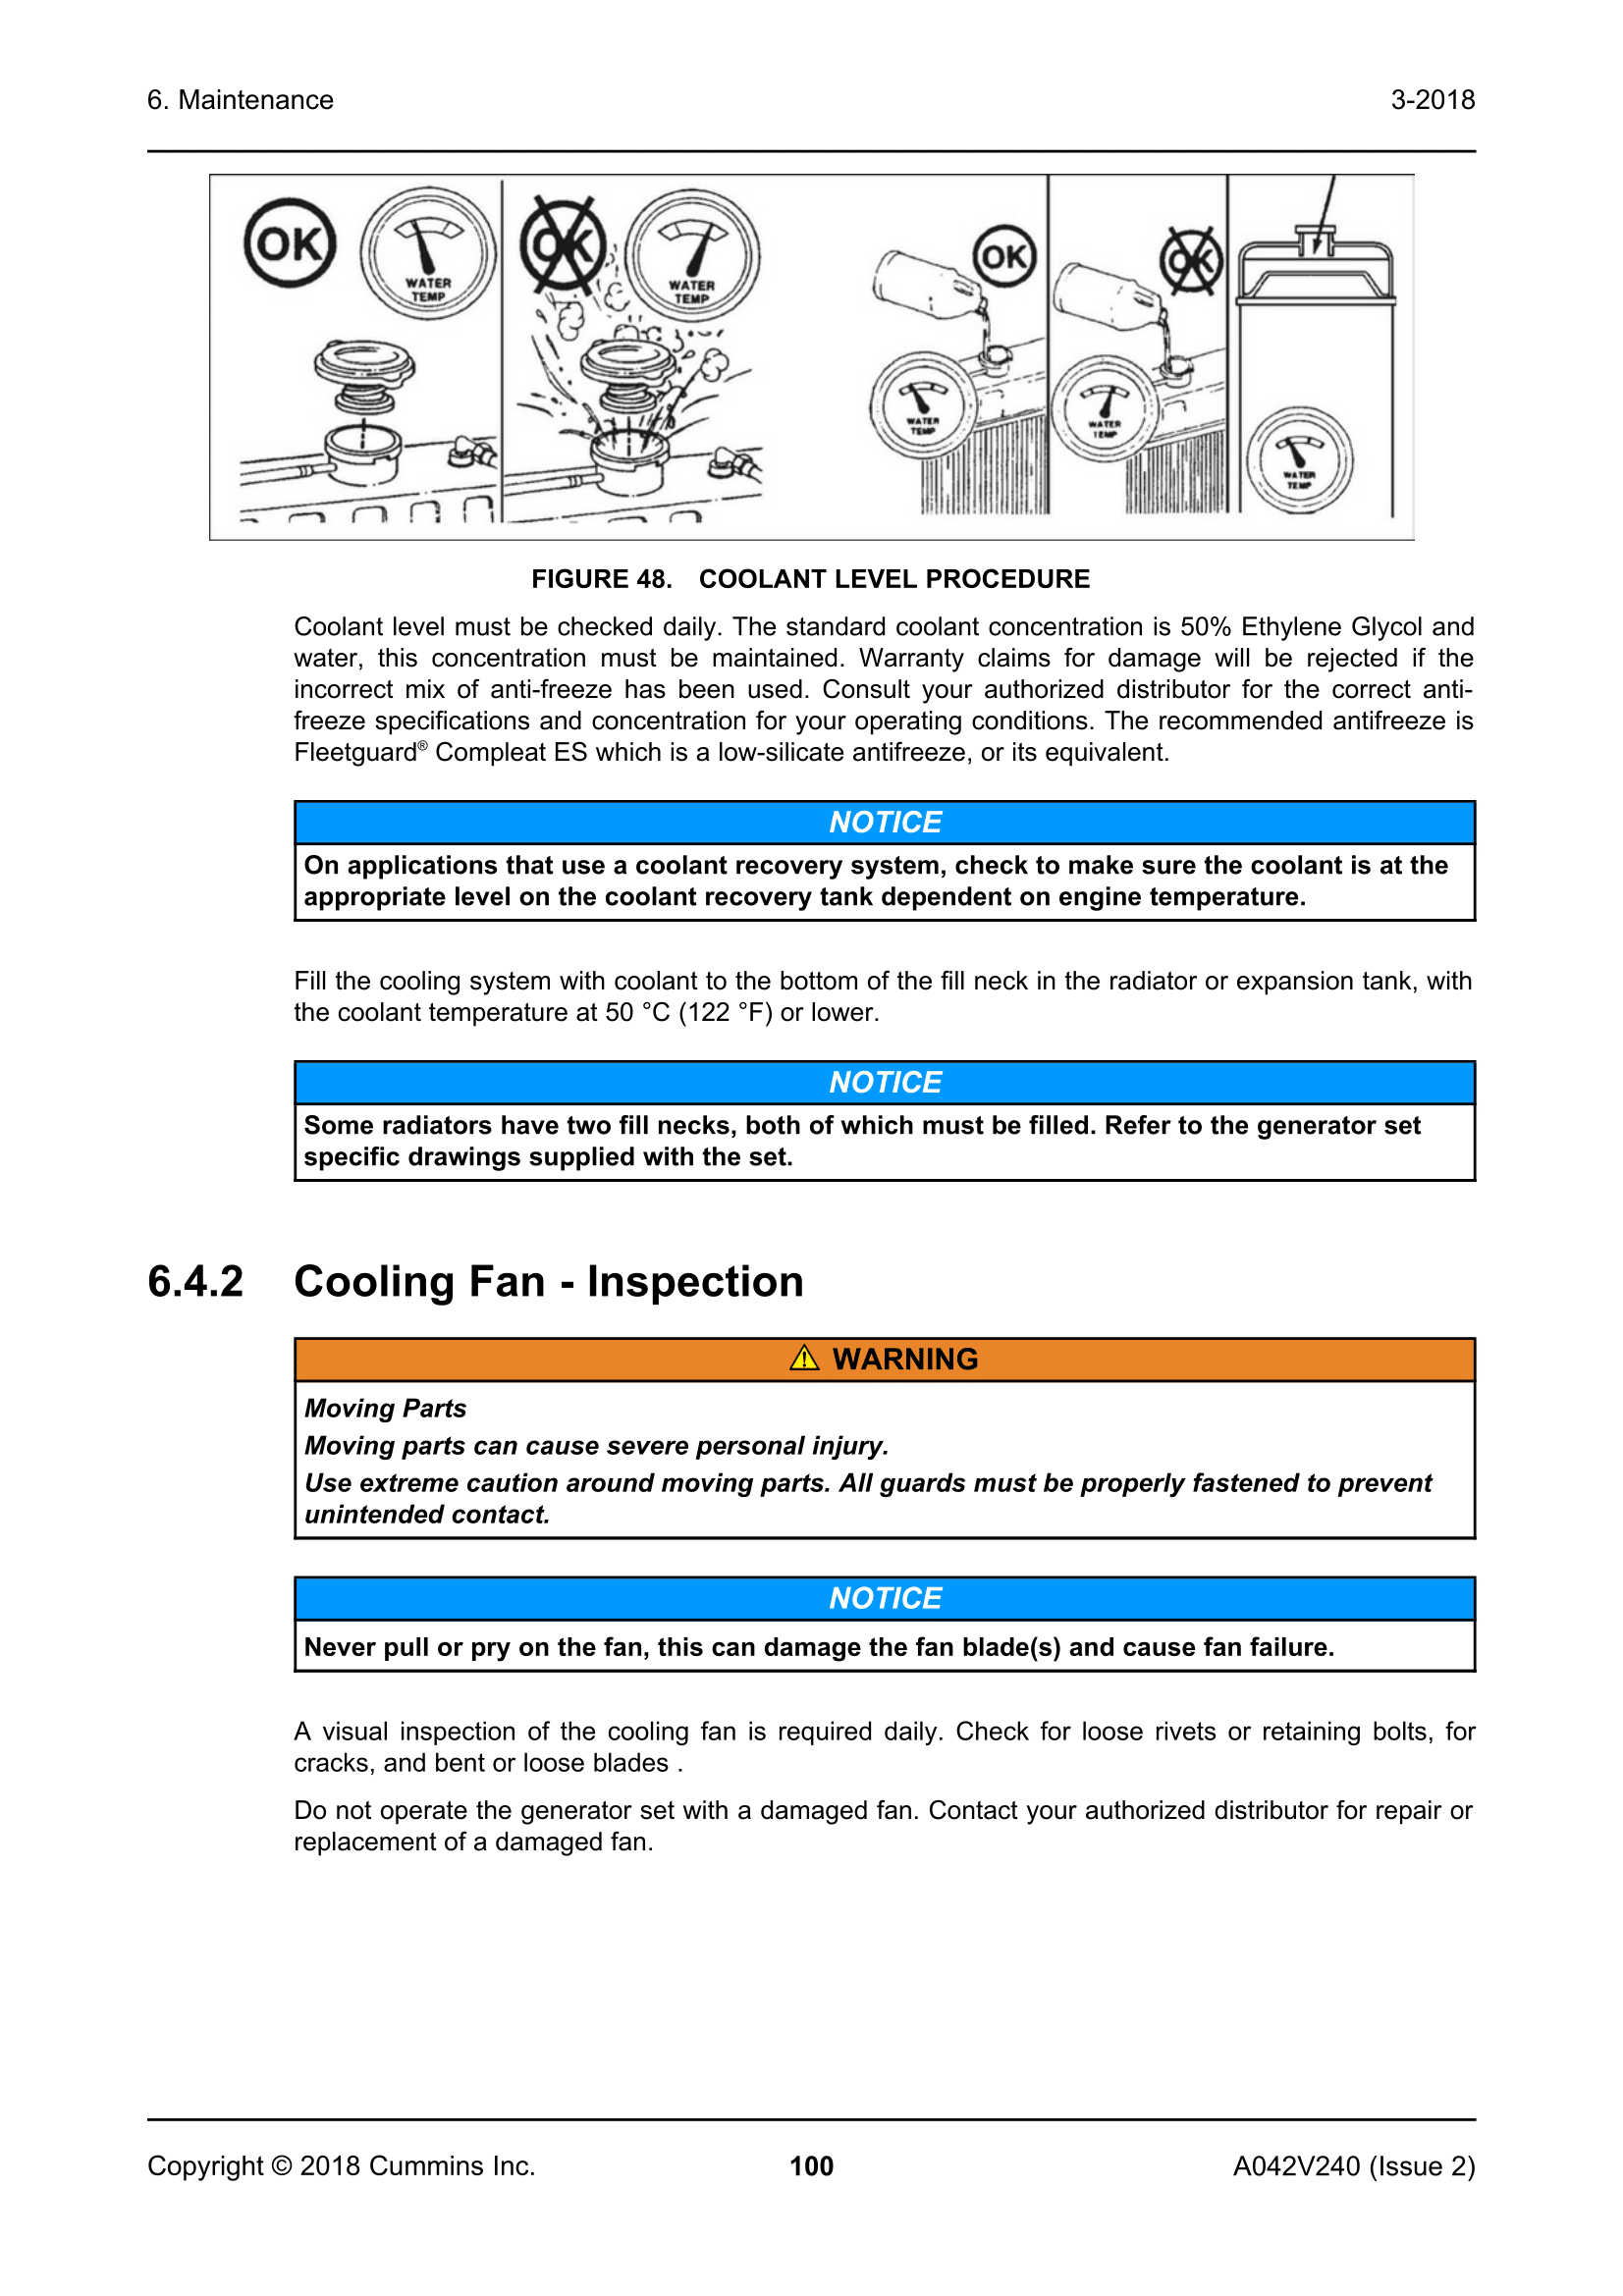 6. Maintenance
3-2018
OK
WATER
TEMP
OK
WATER
TEMP
OK
WATER
TEMP
OK
WATER
TEMP
WATER
TEMP
FIGURE 48. COOLANT LEVEL PROCEDURE
Coolant level must be checked daily. The standard coolant concentration is 50% Ethylene Glycol and
water, this concentration must be maintained. Warranty claims for damage will be rejected if the
incorrect mix of anti-freeze has been used. Consult your authorized distributor for the correct anti-
freeze specifications and concentration for your operating conditions. The recommended antifreeze is
Fleetguard® Compleat ES which is a low-silicate antifreeze, or its equivalent.
NOTICE
On applications that use a coolant recovery system, check to make sure the coolant is at the
appropriate level on the coolant recovery tank dependent on engine temperature.
Fill the cooling system with coolant to the bottom of the fill neck in the radiator or expansion tank, with
the coolant temperature at 50 °C (122 °F) or lower.
NOTICE
Some radiators have two fill necks, both of which must be filled. Refer to the generator set
specific drawings supplied with the set.
6.4.2 Cooling Fan - Inspection
WARNING
Moving Parts
Moving parts can cause severe personal injury.
Use extreme caution around moving parts. All guards must be properly fastened to prevent
unintended contact.
NOTICE
Never pull or pry on the fan, this can damage the fan blade(s) and cause fan failure.
A visual inspection of the cooling fan is required daily. Check for loose rivets or retaining bolts, for
cracks, and bent or loose blades .
Do not operate the generator set with a damaged fan. Contact your authorized distributor for repair or
replacement of a damaged fan.
Copyright © 2018 Cummins Inc.
100
A042V240 (Issue 2)